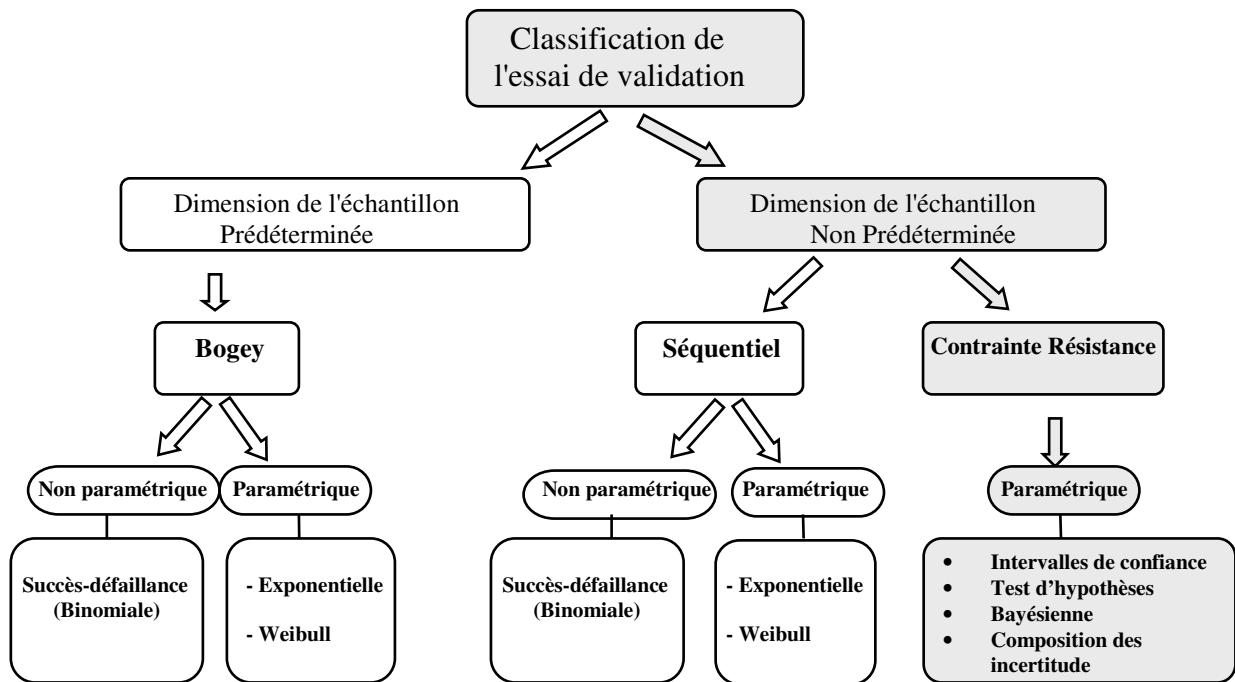 Classification de
l'essai de validation
Dimension de l'échantillon
Prédéterminée
Dimension de l'échantillon
Non Prédéterminée
Bogey
Séquentiel
Contrainte Résistance
Non paramétrique
Paramétrique
Non paramétrique
Paramétrique
Paramétrique
Succès-défaillance
(Binomiale)
- Exponentielle
- Weibull
Succès-défaillance
(Binomiale)
- Exponentielle
- Weibull
• Intervalles de confiance
• Test d’hypothèses
• Bayésienne
• Composition des
incertitude